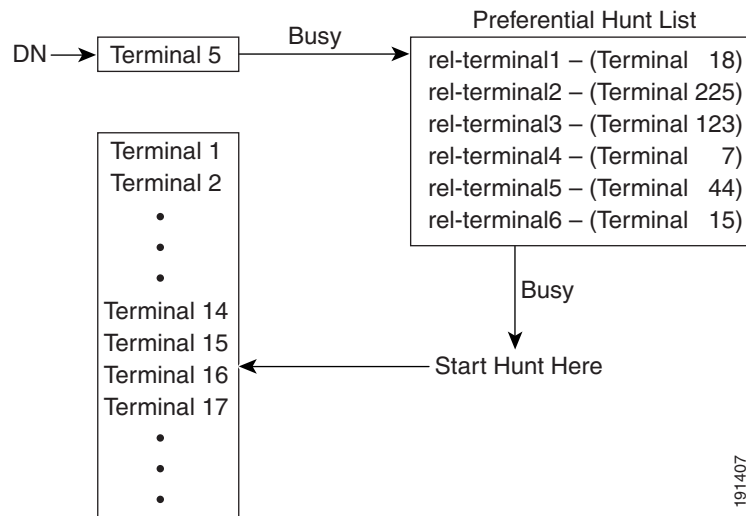 Preferential Hunt List
DN
Terminal 5
Busy
rel-terminal1 – (Terminal 18)
rel-terminal2 – (Terminal 225)
rel-terminal3 – (Terminal 123)
rel-terminal4 – (Terminal 7)
rel-terminal5 – (Terminal 44)
rel-terminal6 – (Terminal 15)
Busy
Start Hunt Here
Terminal 1
Terminal 2
•
•
•
Terminal 14
Terminal 15
Terminal 16
Terminal 17
•
•
•
191407